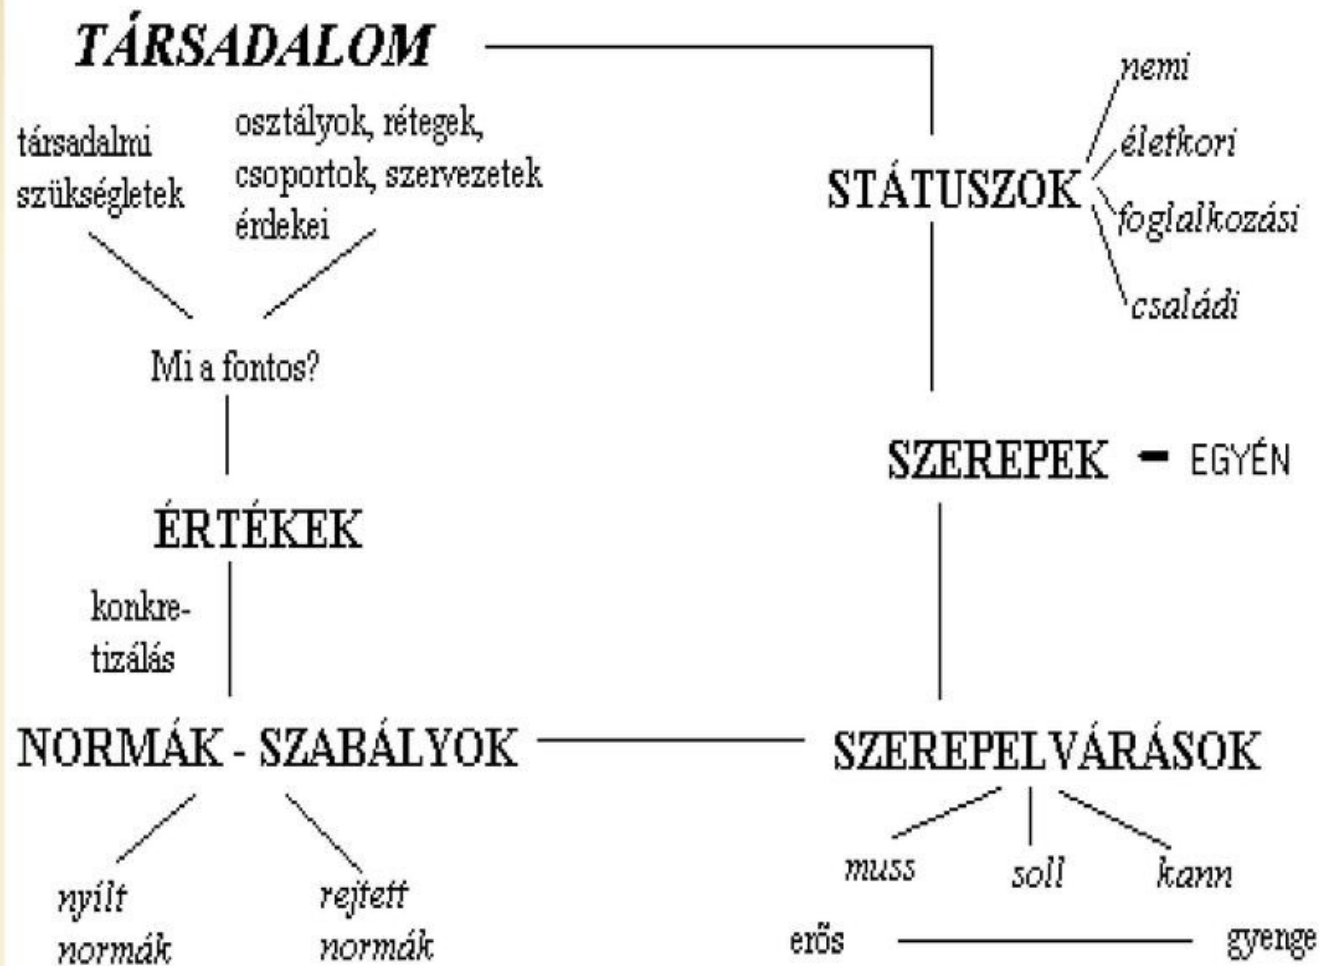 TÁRSADALOM
társadalmi
szükségletek
osztályok, rétegek,
csoportok, szervezetek
érdekei
Mi a fontos?
ÉRTÉKEK
konkre-
tizálás
NORMÁK - SZABÁLYOK
nyílt
normák
rejtett
normák
STÁTUSZOK
nemi
életkori
foglalkozási
családi
SZEREPEK - EGYÉN
SZEREPELVÁRÁSOK
muss
soll
kann
erős
gyenge